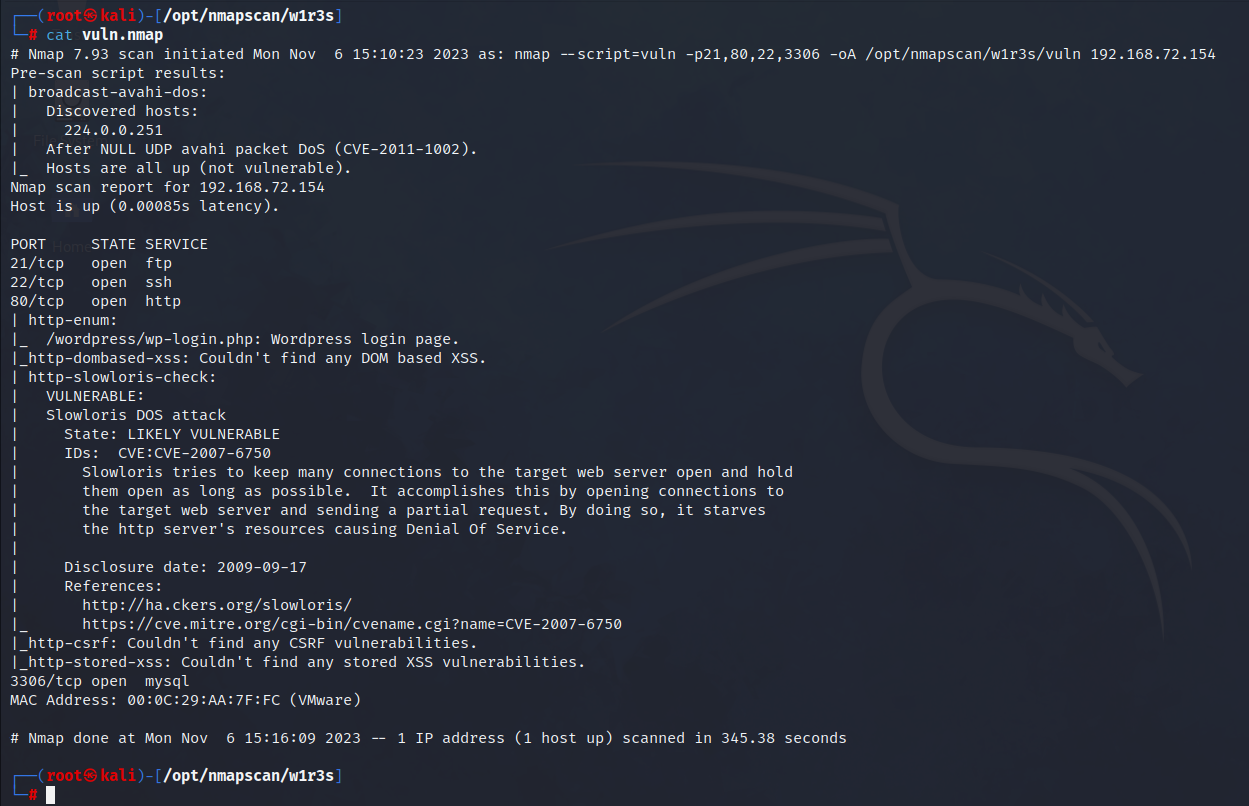 ┌──(root㉿kali)-[/opt/nmapscan/w1r3s]
└─# cat vuln.nmap
# Nmap 7.93 scan initiated Mon Nov  6 15:10:23 2023 as: nmap --script=vuln -p21,80,22,3306 -oA /opt/nmapscan/w1r3s/vuln 192.168.72.154
Pre-scan script results:
| broadcast-avahi-dos:
|   Discovered hosts:
|     224.0.0.251
|   After NULL UDP avahi packet DoS (CVE-2011-1002).
|_  Hosts are all up (not vulnerable).
Nmap scan report for 192.168.72.154
Host is up (0.00085s latency).

PORT     STATE SERVICE
21/tcp   open  ftp
22/tcp   open  ssh
80/tcp   open  http
| http-enum:
|_  /wordpress/wp-login.php: Wordpress login page.
|_http-dombased-xss: Couldn't find any DOM based XSS.
| http-slowloris-check:
|   VULNERABLE:
|   Slowloris DOS attack
|     State: LIKELY VULNERABLE
|     IDs:  CVE:CVE-2007-6750
|       Slowloris tries to keep many connections to the target web server open and hold
|       them open as long as possible.  It accomplishes this by opening connections to
|       the target web server and sending a partial request. By doing so, it starves
|       the http server's resources causing Denial Of Service.
|
|     Disclosure date: 2009-09-17
|     References:
|       http://ha.ckers.org/slowloris/
|_      https://cve.mitre.org/cgi-bin/cvename.cgi?name=CVE-2007-6750
|_http-csrf: Couldn't find any CSRF vulnerabilities.
|_http-stored-xss: Couldn't find any stored XSS vulnerabilities.
3306/tcp open  mysql
MAC Address: 00:0C:29:AA:7F:FC (VMware)

# Nmap done at Mon Nov  6 15:16:09 2023 -- 1 IP address (1 host up) scanned in 345.38 seconds

┌──(root㉿kali)-[/opt/nmapscan/w1r3s]
└─#